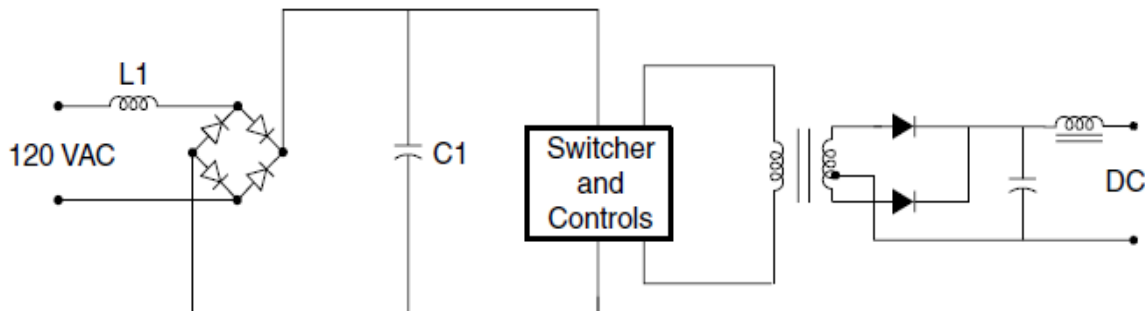 L1
120 VAC
C1
Switcher
and
Controls
DC